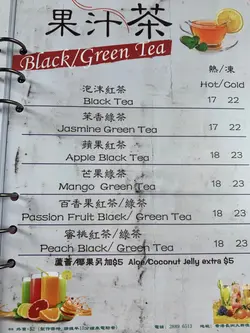 果汁茶
Black/Green Tea
熱/凍
Hot/Cold
泡沫紅茶
Black Tea 17 22
茉香綠茶
Jasmine Green Tea 17 22
蘋果紅茶
Apple Black Tea 18 23
芒果綠茶
Mango Green Tea 18 23
百香果紅茶/綠茶
Passion Fruit Black/ Green Tea 18 23
蜜桃紅茶/綠茶
Peach Black/ Green Tea 18 23
蘆薈/椰果另加$5 Aloe/Coconut Jelly extra $5